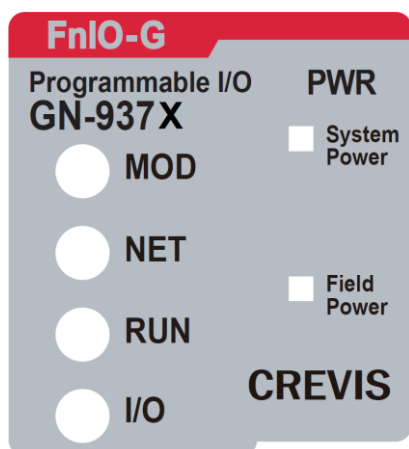 FnIO-G
Programmable I/O
GN-937X
MOD
NET
RUN
I/O
PWR
System
Power
Field
Power
CREVIS